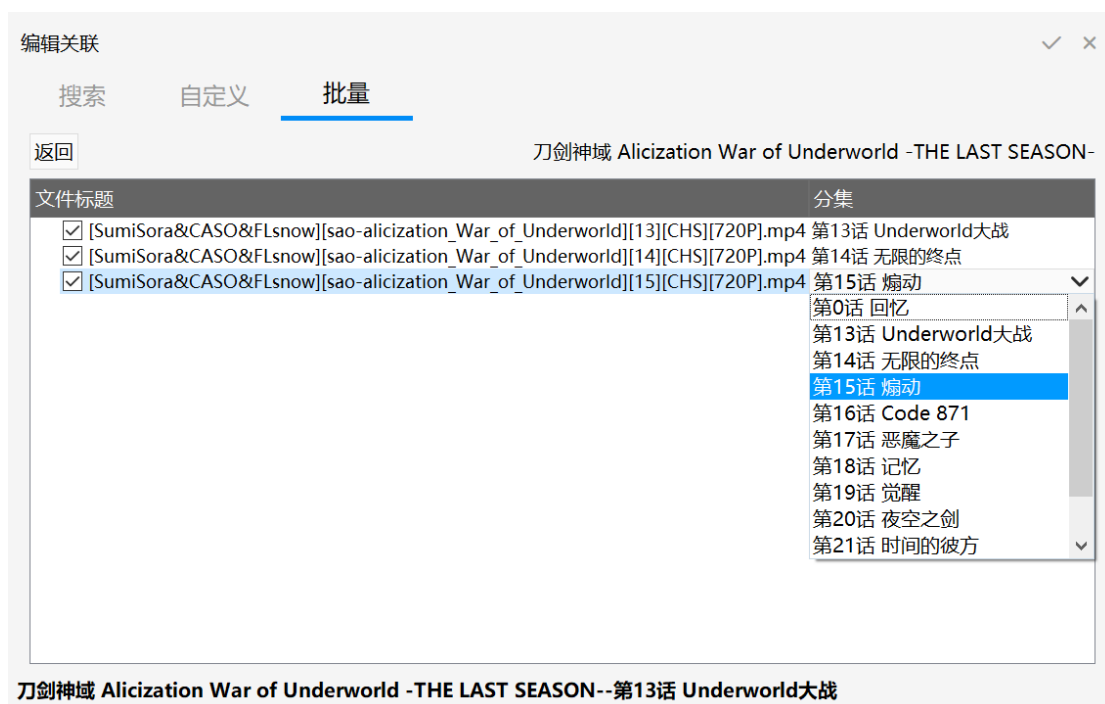 编辑关联
搜索 自定义 批量
返回 刀剑神域 Alicization War of Underworld -THE LAST SEASON-
文件标题 分集
[SumiSora&CASO&FLsnow][sao-alicization_War_of_Underworld][13][CHS][720P].mp4 第13话 Underworld大战
[SumiSora&CASO&FLsnow][sao-alicization_War_of_Underworld][14][CHS][720P].mp4 第14话 无限的终点
[SumiSora&CASO&FLsnow][sao-alicization_War_of_Underworld][15][CHS][720P].mp4 第15话 煽动
第0话 回忆
第13话 Underworld大战
第14话 无限的终点
第15话 煽动
第16话 Code 871
第17话 恶魔之子
第18话 记忆
第19话 觉醒
第20话 夜空之剑
第21话 时间的彼方
刀剑神域 Alicization War of Underworld -THE LAST SEASON--第13话 Underworld大战